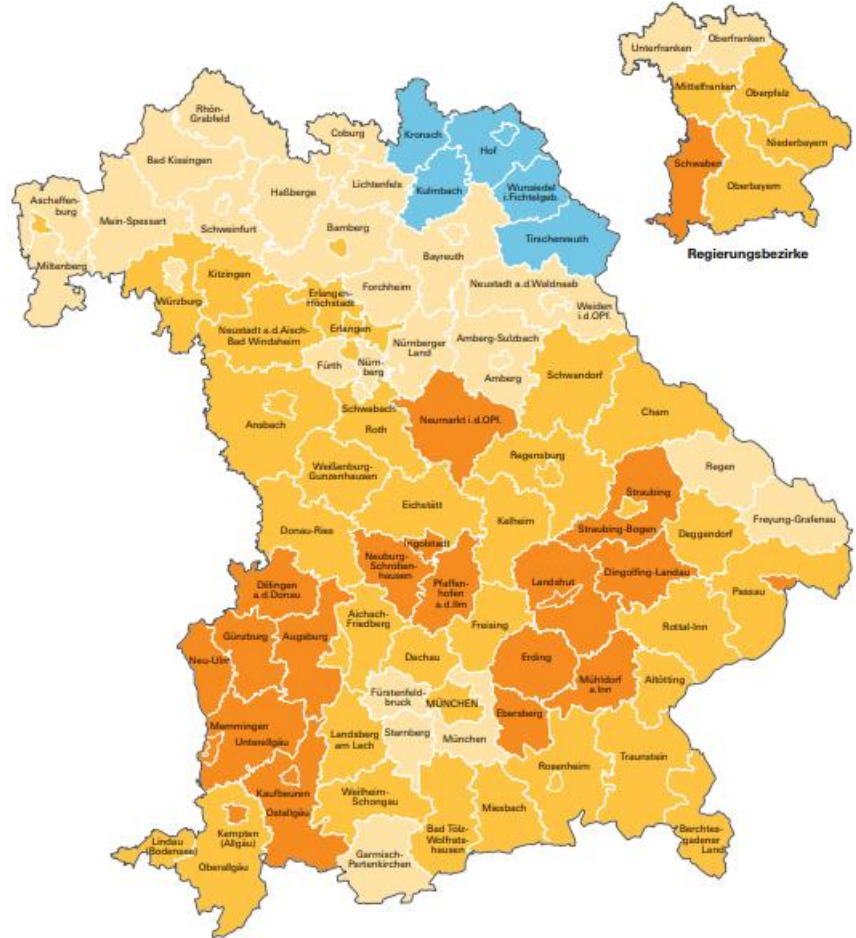 Rhön-
Grabfeld
Bad Kissingen
Coburg
Kronach
Hof
Kulmbach
Wunsiedel
i.Fichtelgeb.
Lichtenfels
Haßberge
Aschaffen-
burg
Main-Spessart
Schweinfurt
Bamberg
Bayreuth
Tirschenreuth
Miltenberg
Würzburg
Kitzingen
Forchheim
Neustadt a.d.Waldnaab
Weiden
i.d.OPf.
Erlangen-
Höchstadt
Erlangen
Neustadt a.d.Aisch-
Bad Windsheim
Fürth
Nürn-
berg
Nürnberger
Land
Amberg-Sulzbach
Amberg
Schwandorf
Cham
Ansbach
Schwabach
Roth
Neumarkt i.d.OPf.
Regensburg
Regen
Weißenburg-
Gunzenhausen
Straubing
Freyung-Grafenau
Eichstätt
Kelheim
Straubing-Bogen
Deggendorf
Donau-Ries
Ingolstadt
Neuburg-
Schroben-
hausen
Pfaffen-
hofen
a.d.Ilm
Landshut
Dingolfing-Landau
Passau
Dillingen
a.d.Donau
Aichach-
Friedberg
Freising
Rottal-Inn
Günzburg
Augsburg
Neu-Ulm
Dachau
Erding
Mühldorf
a.Inn
Altötting
Fürstenfeld-
bruck
MÜNCHEN
Ebersberg
Memmingen
Unterallgäu
Landsberg
am Lech
Starnberg
München
Rosenheim
Traunstein
Kaufbeuren
Ostallgäu
Weilheim-
Schongau
Miesbach
Bad Tölz-
Wolfrats-
hausen
Berchtes-
gadener
Land
Kempten
(Allgäu)
Lindau
(Bodensee)
Oberallgäu
Garmisch-
Partenkirchen
Unterfranken
Oberfranken
Mittelfranken
Oberpfalz
Niederbayern
Schwaben
Oberbayern
Regierungsbezirke